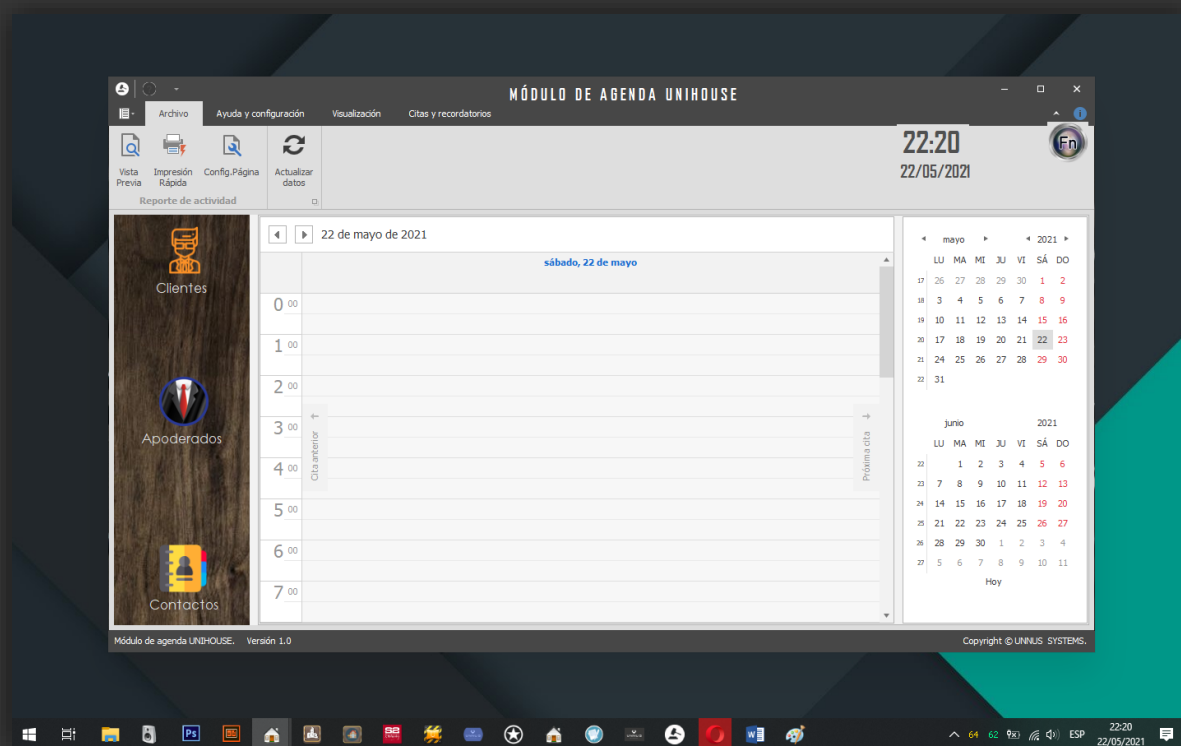 MÓDULO DE AGENDA UNIHOUSE
Archivo Ayuda y configuración Visualización Citas y recordatorios
Vista Previa Impresión Rápida Config.Página Actualizar datos
Reporte de actividad
22:20
22/05/2021
Fn
Clientes
Apoderados
Contactos
22 de mayo de 2021
sábado, 22 de mayo
0 00
1 00
2 00
3 00
4 00
5 00
6 00
7 00
Cita anterior
Próxima cita
mayo 2021
LU MA MI JU VI SÁ DO
17 26 27 28 29 30 1 2
18 3 4 5 6 7 8 9
19 10 11 12 13 14 15 16
20 17 18 19 20 21 22 23
21 24 25 26 27 28 29 30
22 31
junio 2021
LU MA MI JU VI SÁ DO
22 1 2 3 4 5 6
23 7 8 9 10 11 12 13
24 14 15 16 17 18 19 20
25 21 22 23 24 25 26 27
26 28 29 30 1 2 3 4
27 5 6 7 8 9 10 11
Hoy
Módulo de agenda UNIHOUSE. Versión 1.0
Copyright © UNNUS SYSTEMS.
Ps
64 62 ESP 22:20
22/05/2021